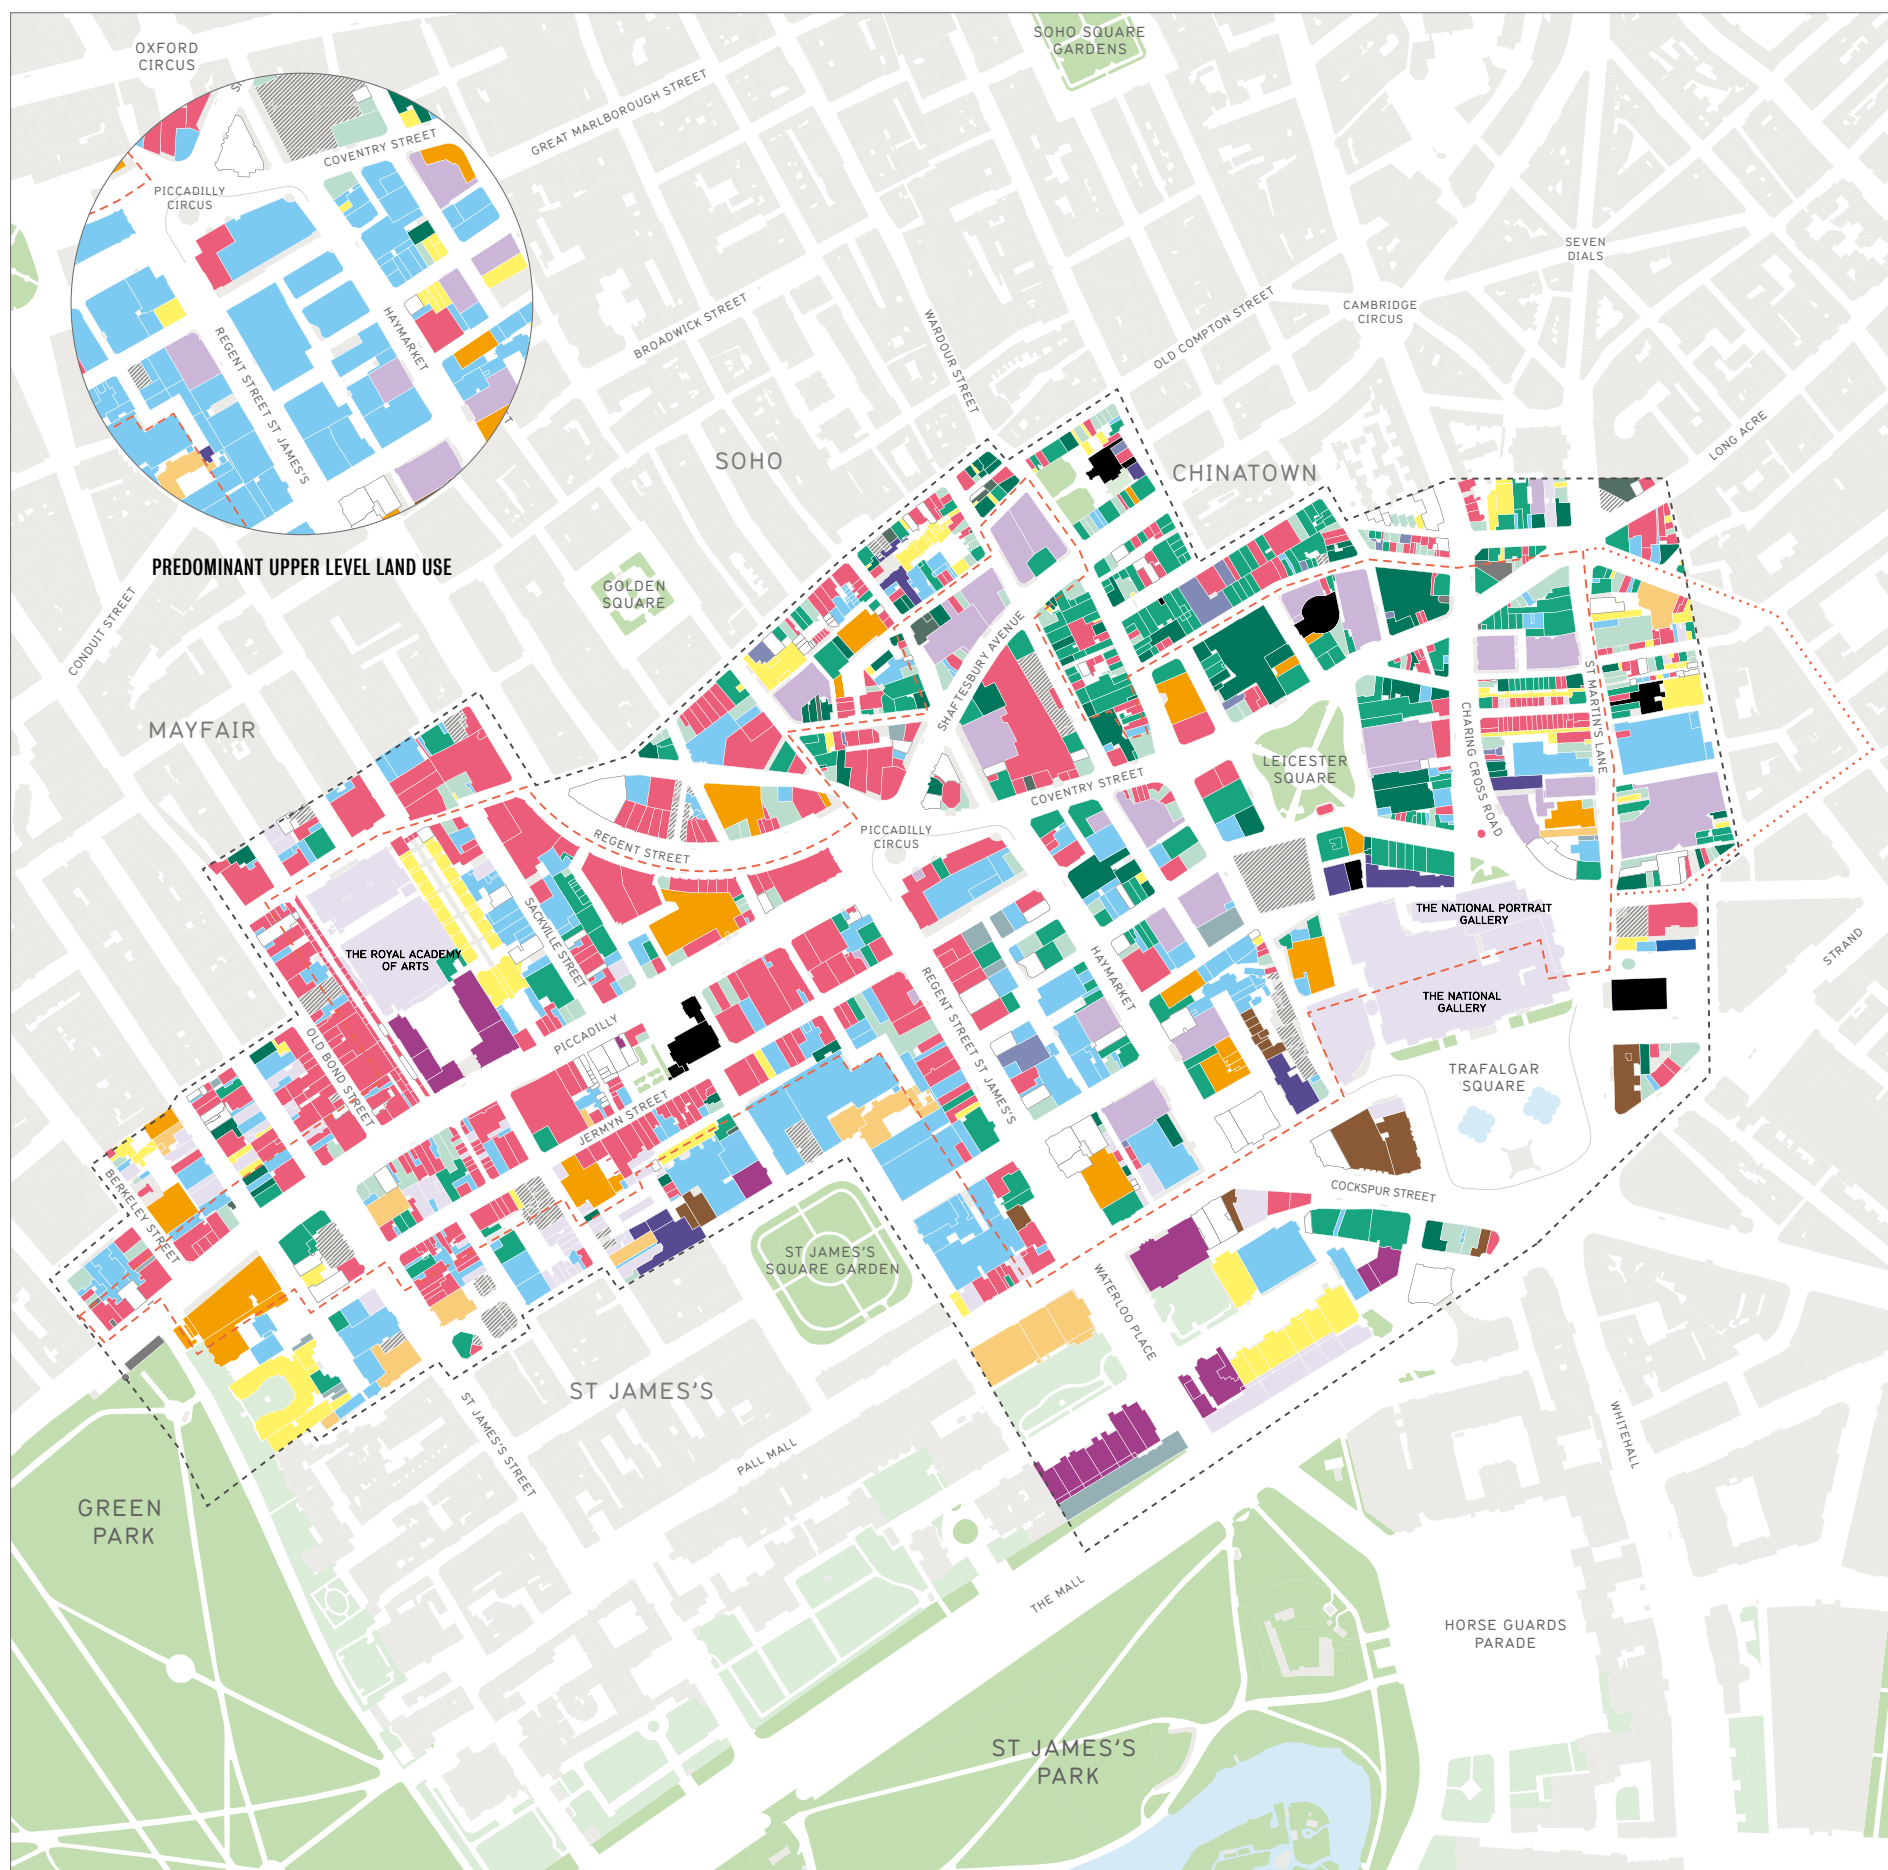 OXFORD
CIRCUS
SOHO SQUARE
GARDENS
GREAT MARLBOROUGH STREET
COVENTRY STREET
PICCADILLY
CIRCUS
REGENT STREET ST JAMES'S
HAYMARKET
PREDOMINANT UPPER LEVEL LAND USE
SEVEN
DIALS
CAMBRIDGE
CIRCUS
BROADWICK STREET
WARDOUR STREET
OLD COMPTON STREET
LONG ACRE
SOHO
CHINATOWN
CONDUIT STREET
GOLDEN
SQUARE
MAYFAIR
SHAFTESBURY AVENUE
ST MARTIN'S LANE
CHARING CROSS ROAD
LEICESTER
SQUARE
COVENTRY STREET
PICCADILLY
CIRCUS
REGENT STREET
SACKVILLE STREET
THE ROYAL ACADEMY
OF ARTS
THE NATIONAL PORTRAIT
GALLERY
THE NATIONAL
GALLERY
STRAND
HAYMARKET
REGENT STREET ST JAMES'S
PICCADILLY
OLD BOND STREET
JERMYN STREET
TRAFALGAR
SQUARE
BERKELEY STREET
COCKSPUR STREET
ST JAMES'S
SQUARE GARDEN
WATERLOO PLACE
ST JAMES'S
ST JAMES'S STREET
PALL MALL
WHITEHALL
GREEN
PARK
THE MALL
HORSE GUARDS
PARADE
ST JAMES'S
PARK